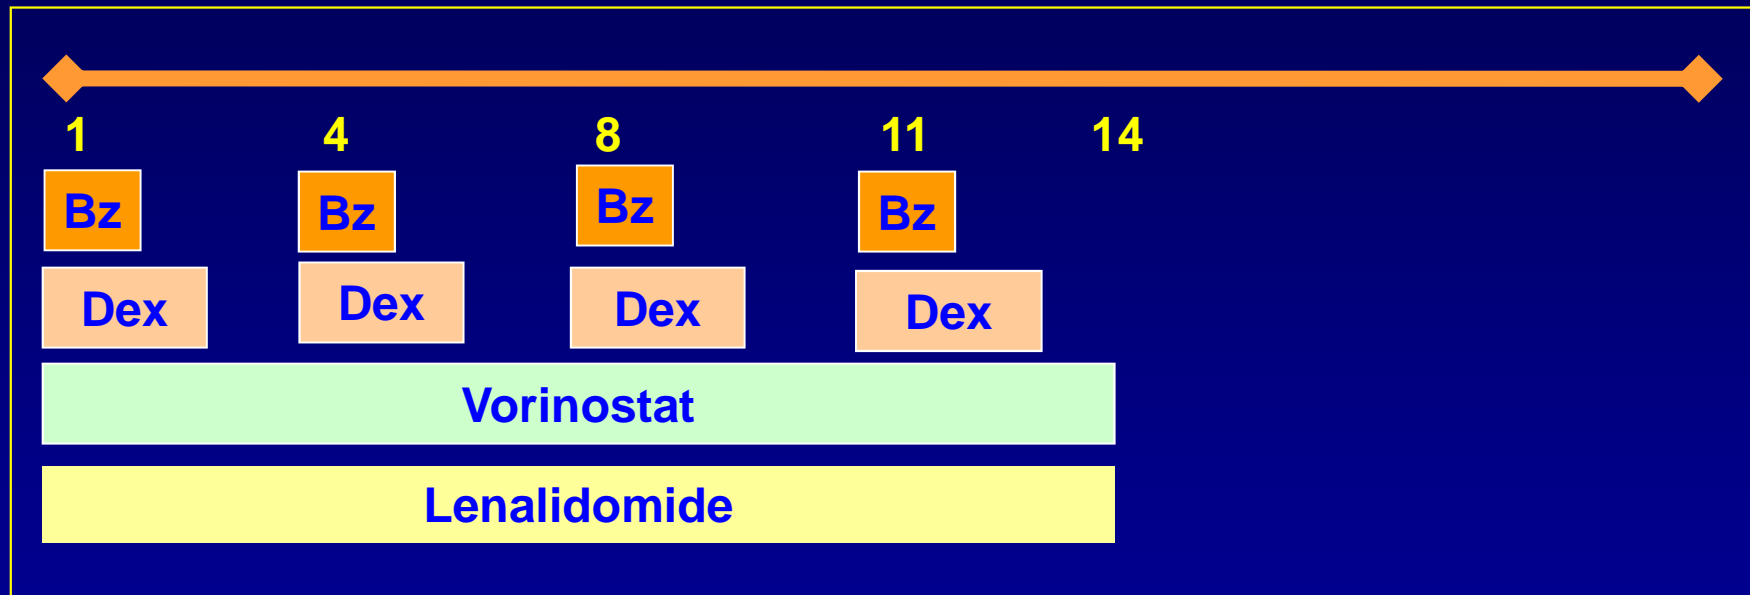 1 4 8 11 14
Bz Bz Bz Bz
Dex Dex Dex Dex
Vorinostat
Lenalidomide